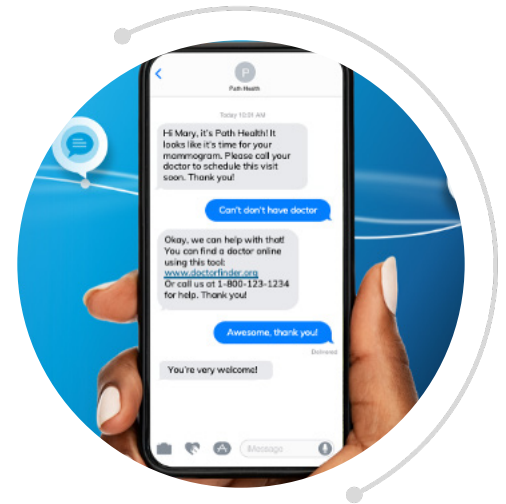 P
Path Health
Today 10:01 AM
Hi Mary, it's Path Health! It
looks like it's time for your
mammogram. Please call your
doctor to schedule this visit
soon. Thank you!
Can't don't have doctor
Okay, we can help with that!
You can find a doctor online
using this tool:
www.doctorfinder.org
Or call us at 1-800-123-1234
for help. Thank you!
Awesome, thank you!
Delivered
You're very welcome!
iMessage